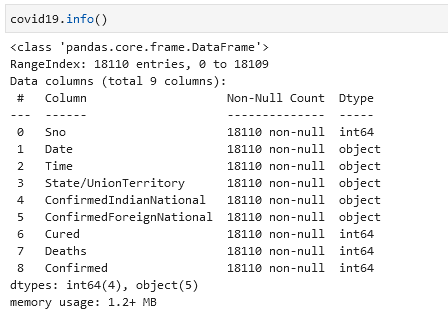 covid19.info()
<class 'pandas.core.frame.DataFrame'>
RangeIndex: 18110 entries, 0 to 18109
Data columns (total 9 columns):
 #   Column                    Non-Null Count  Dtype
---  ------                    --------------  -----
 0   Sno                       18110 non-null  int64
 1   Date                      18110 non-null  object
 2   Time                      18110 non-null  object
 3   State/UnionTerritory      18110 non-null  object
 4   ConfirmedIndianNational   18110 non-null  object
 5   ConfirmedForeignNational  18110 non-null  object
 6   Cured                     18110 non-null  int64
 7   Deaths                    18110 non-null  int64
 8   Confirmed                 18110 non-null  int64
dtypes: int64(4), object(5)
memory usage: 1.2+ MB